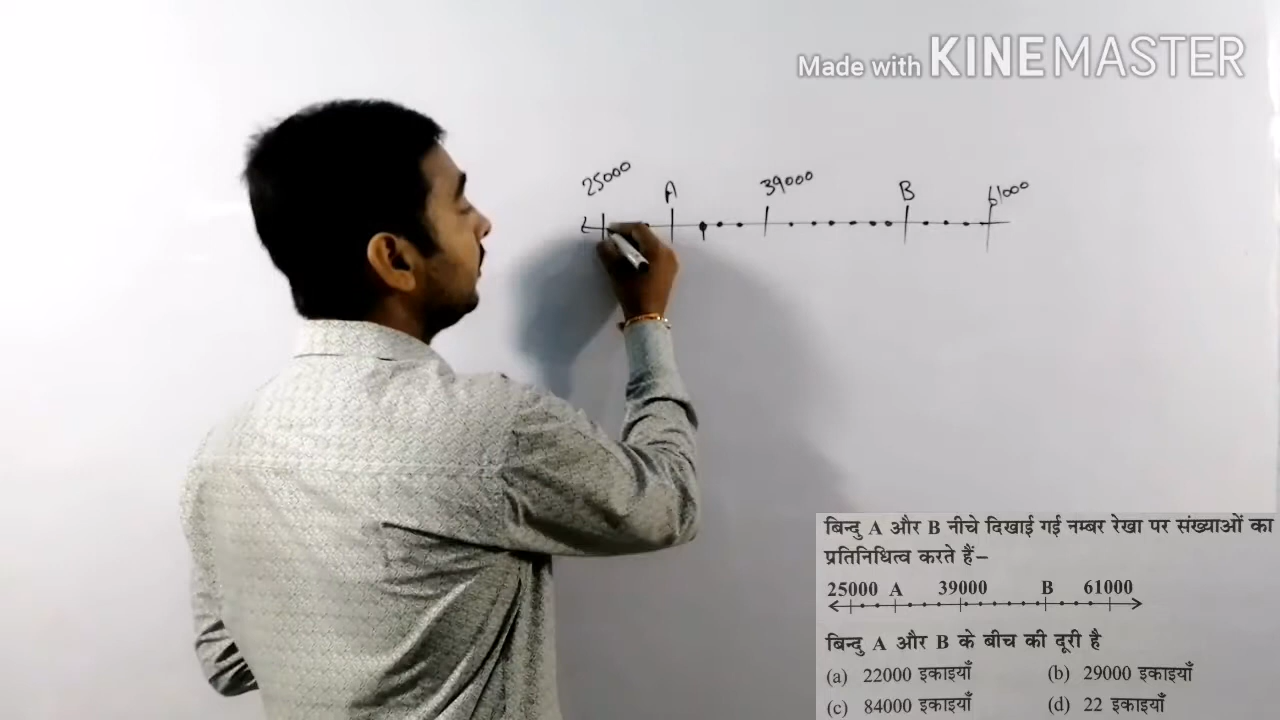 Made with KINEMASTER
25000 A 39000 B 61000
बिन्दु A और B नीचे दिखाई गई नम्बर रेखा पर संख्याओं का
प्रतिनिधित्व करते हैं–
25000 A 39000 B 61000
बिन्दु A और B के बीच की दूरी है
(a) 22000 इकाइयाँ (b) 29000 इकाइयाँ
(c) 84000 इकाइयाँ (d) 22 इकाइयाँ